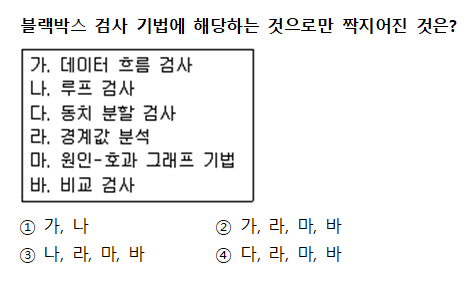 블랙박스 검사 기법에 해당하는 것으로만 짝지어진 것은?
가. 데이터 흐름 검사
나. 루프 검사
다. 동치 분할 검사
라. 경계값 분석
마. 원인-효과 그래프 기법
바. 비교 검사
① 가, 나 ② 가, 라, 마, 바
③ 나, 라, 마, 바 ④ 다, 라, 마, 바